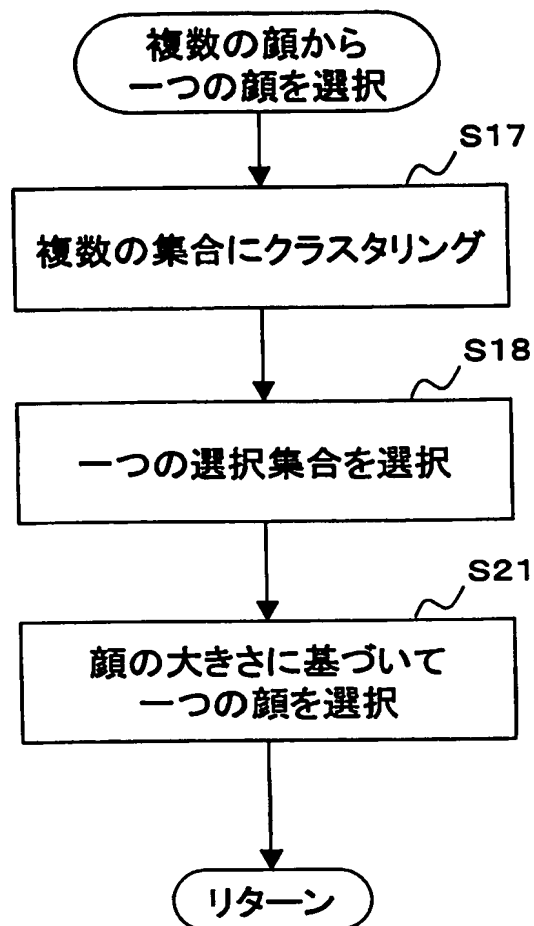 複数の顔から
一つの顔を選択
S17
複数の集合にクラスタリング
S18
一つの選択集合を選択
S21
顔の大きさに基づいて
一つの顔を選択
リターン